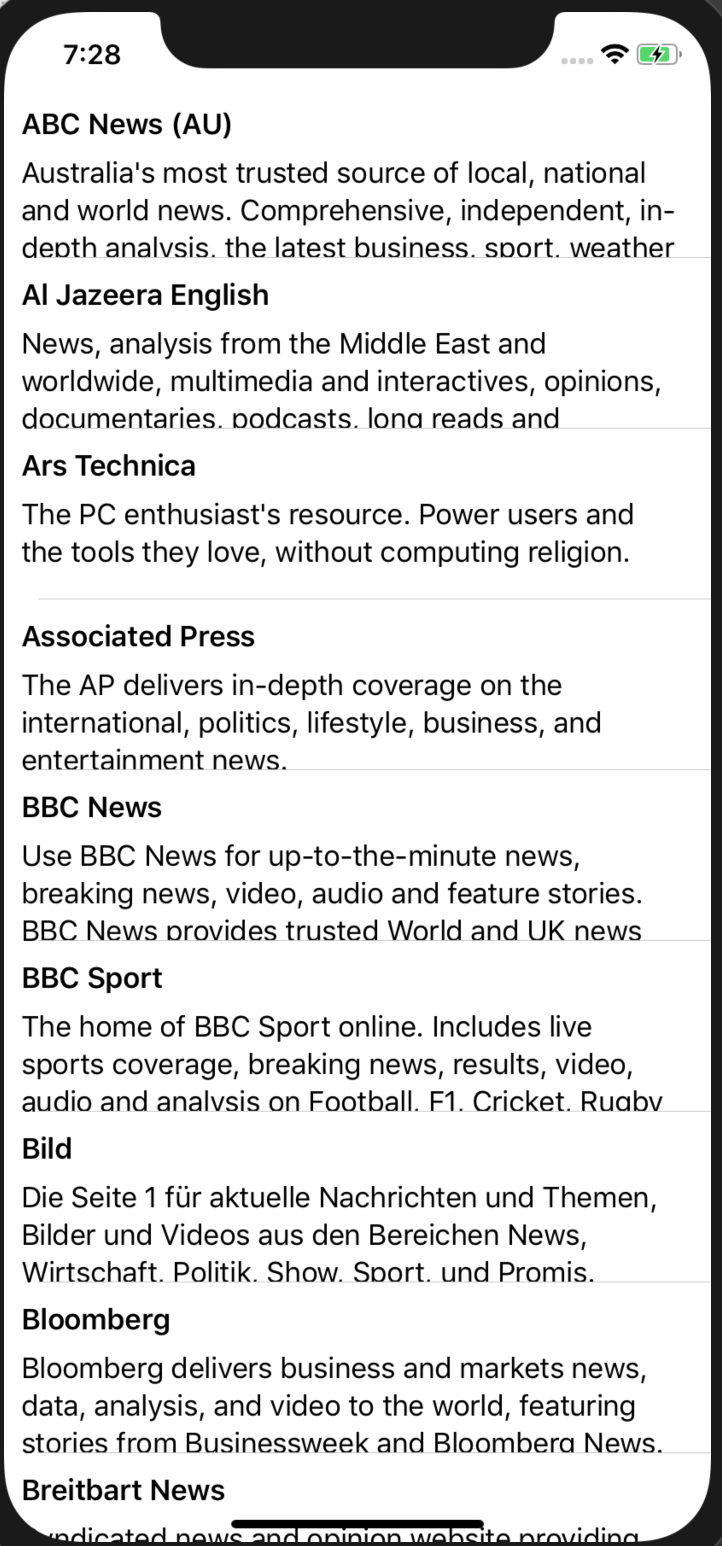 7:28
ABC News (AU)
Australia's most trusted source of local, national
and world news. Comprehensive, independent, in-
depth analysis, the latest business, sport, weather
Al Jazeera English
News, analysis from the Middle East and
worldwide, multimedia and interactives, opinions,
documentaries, podcasts, long reads and
Ars Technica
The PC enthusiast's resource. Power users and
the tools they love, without computing religion.
Associated Press
The AP delivers in-depth coverage on the
international, politics, lifestyle, business, and
entertainment news.
BBC News
Use BBC News for up-to-the-minute news,
breaking news, video, audio and feature stories.
BBC News provides trusted World and UK news
BBC Sport
The home of BBC Sport online. Includes live
sports coverage, breaking news, results, video,
audio and analysis on Football, F1, Cricket, Rugby
Bild
Die Seite 1 für aktuelle Nachrichten und Themen,
Bilder und Videos aus den Bereichen News,
Wirtschaft, Politik, Show, Sport, und Promis.
Bloomberg
Bloomberg delivers business and markets news,
data, analysis, and video to the world, featuring
stories from Businessweek and Bloomberg News.
Breitbart News
Syndicated news and opinion website providing